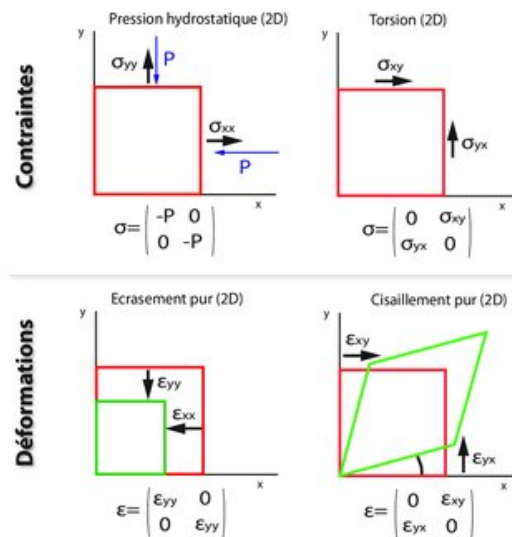 Contraintes
Pression hydrostatique (2D)
y
σyy
P
σxx
P
x
σ= (-P 0
0 -P)
Torsion (2D)
y
σxy
σyx
x
σ= (0 σxy
σyx 0)
Déformations
Ecrasement pur (2D)
y
εyy
εxx
x
ε= (εyy 0
0 εyy)
Cisaillement pur (2D)
y
εxy
εyx
x
ε= (0 εxy
εyx 0)